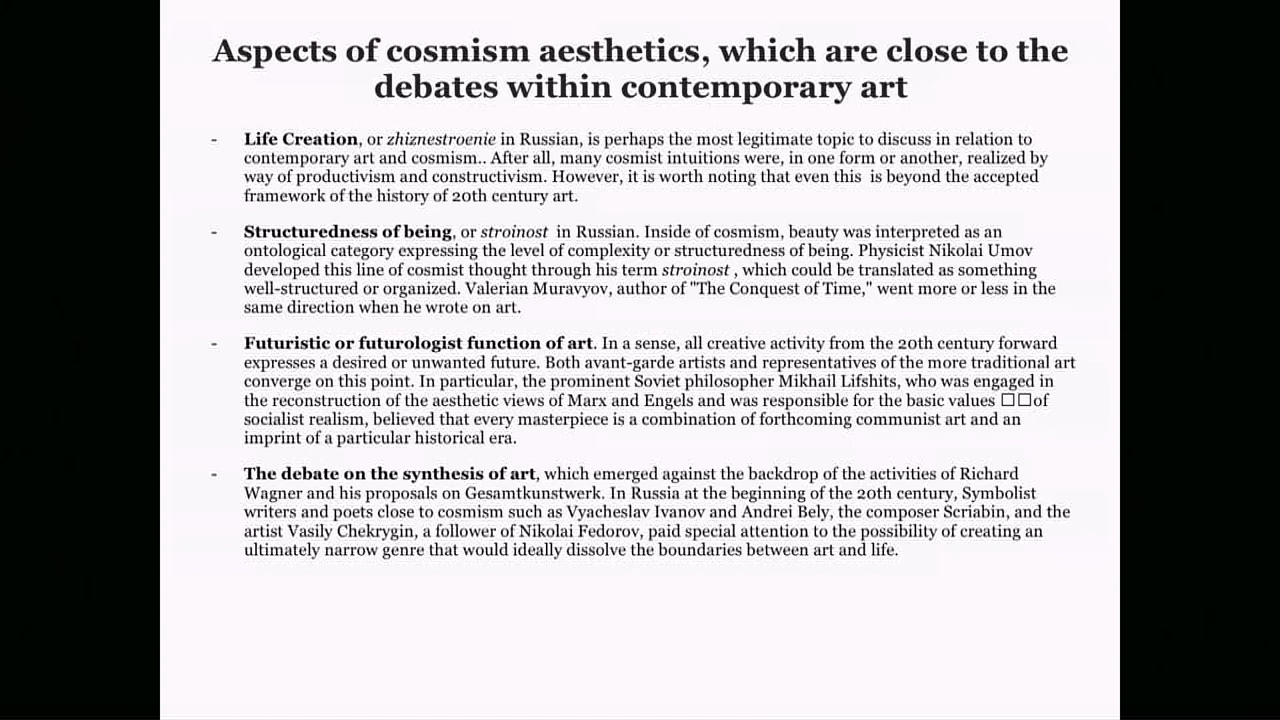 Aspects of cosmism aesthetics, which are close to the
debates within contemporary art
- Life Creation, or zhiznestroenie in Russian, is perhaps the most legitimate topic to discuss in relation to
contemporary art and cosmism.. After all, many cosmist intuitions were, in one form or another, realized by
way of productivism and constructivism. However, it is worth noting that even this is beyond the accepted
framework of the history of 20th century art.
- Structuredness of being, or stroinost in Russian. Inside of cosmism, beauty was interpreted as an
ontological category expressing the level of complexity or structuredness of being. Physicist Nikolai Umov
developed this line of cosmist thought through his term stroinost , which could be translated as something
well-structured or organized. Valerian Muravyov, author of "The Conquest of Time," went more or less in the
same direction when he wrote on art.
- Futuristic or futurologist function of art. In a sense, all creative activity from the 20th century forward
expresses a desired or unwanted future. Both avant-garde artists and representatives of the more traditional art
converge on this point. In particular, the prominent Soviet philosopher Mikhail Lifshits, who was engaged in
the reconstruction of the aesthetic views of Marx and Engels and was responsible for the basic values □□of
socialist realism, believed that every masterpiece is a combination of forthcoming communist art and an
imprint of a particular historical era.
- The debate on the synthesis of art, which emerged against the backdrop of the activities of Richard
Wagner and his proposals on Gesamtkunstwerk. In Russia at the beginning of the 20th century, Symbolist
writers and poets close to cosmism such as Vyacheslav Ivanov and Andrei Bely, the composer Scriabin, and the
artist Vasily Chekrygin, a follower of Nikolai Fedorov, paid special attention to the possibility of creating an
ultimately narrow genre that would ideally dissolve the boundaries between art and life.